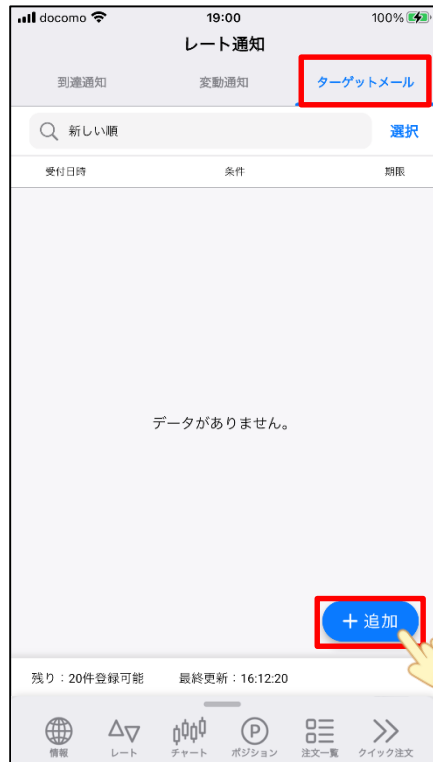 docomo 19:00 100%
レート通知
到達通知 変動通知 ターゲットメール
新しい順 選択
受付日時 条件 期限
データがありません。
+ 追加
残り：20件登録可能 最終更新：16:12:20
情報 レート チャート ポジション 注文一覧 クイック注文